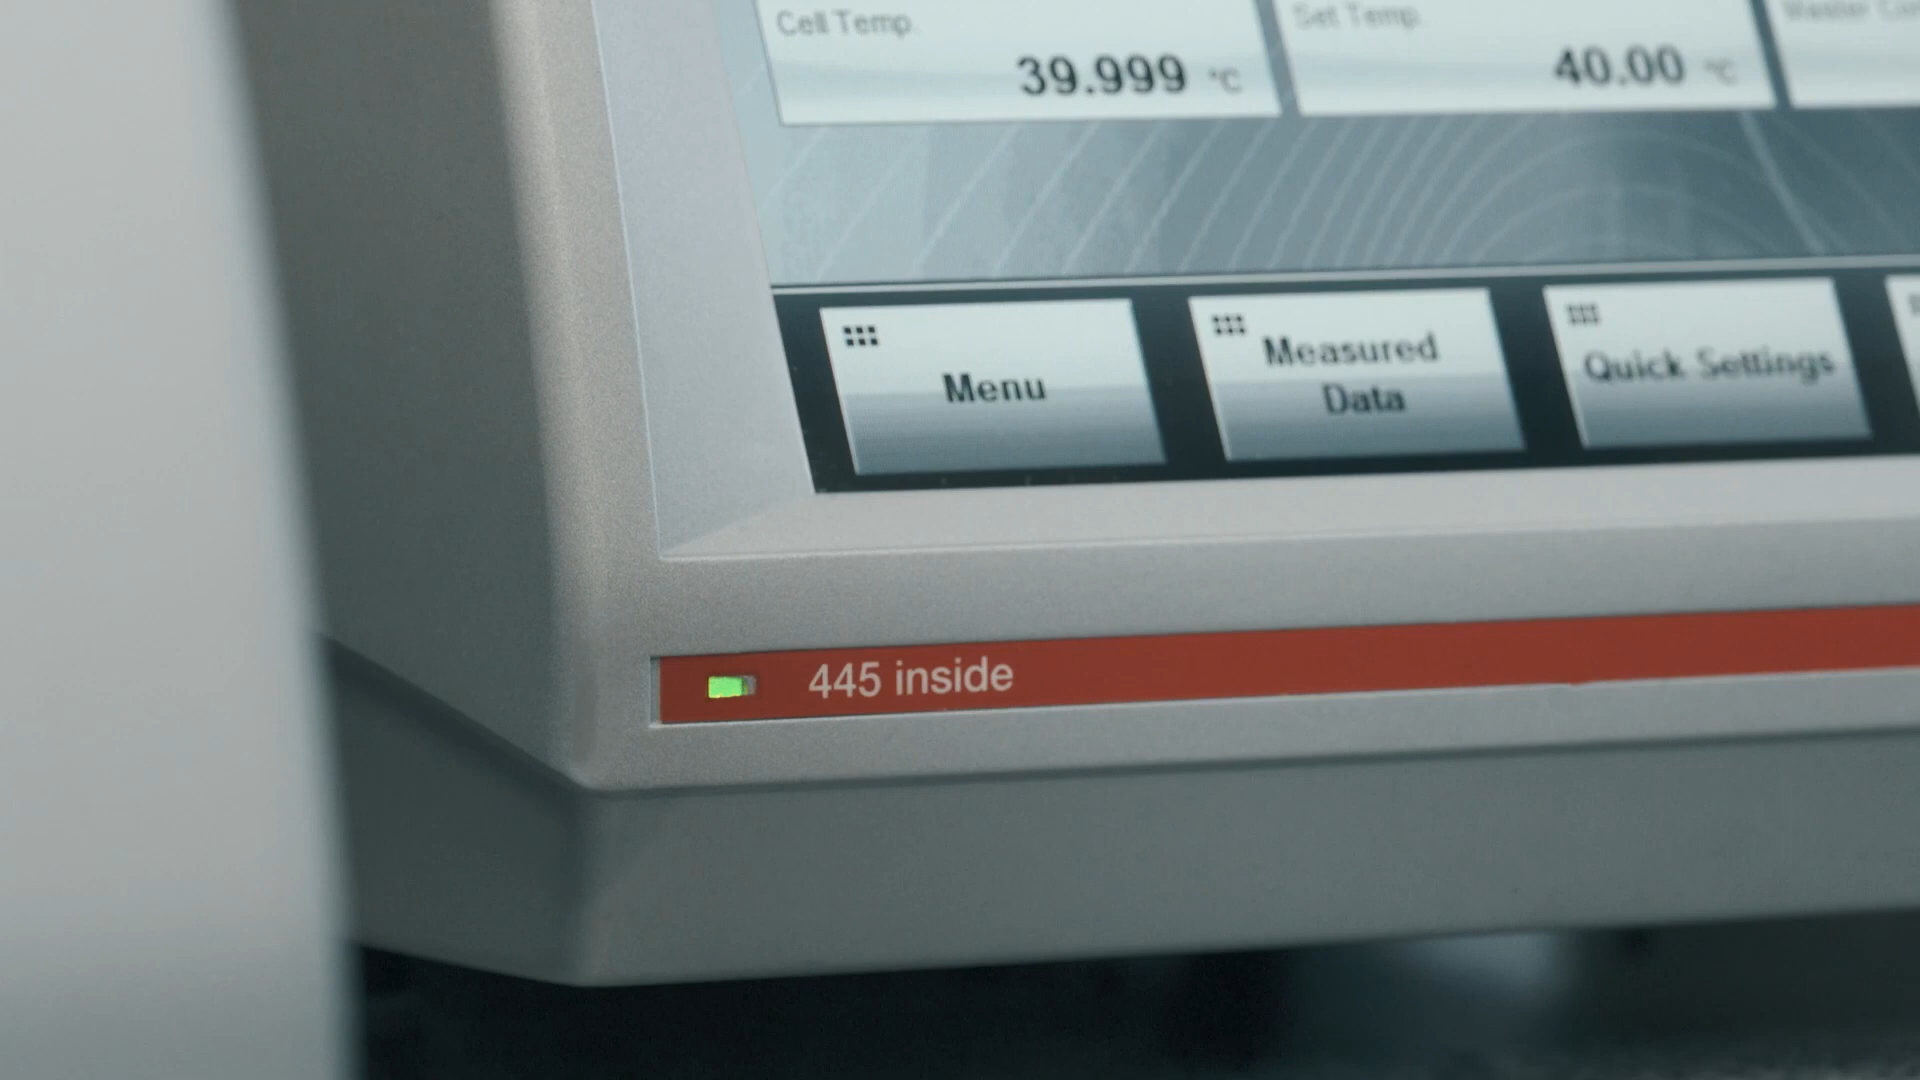 Cell Temp.
39.999 °C
Set Temp.
40.00 °C
Menu
Measured
Data
Quick Settings
445 inside